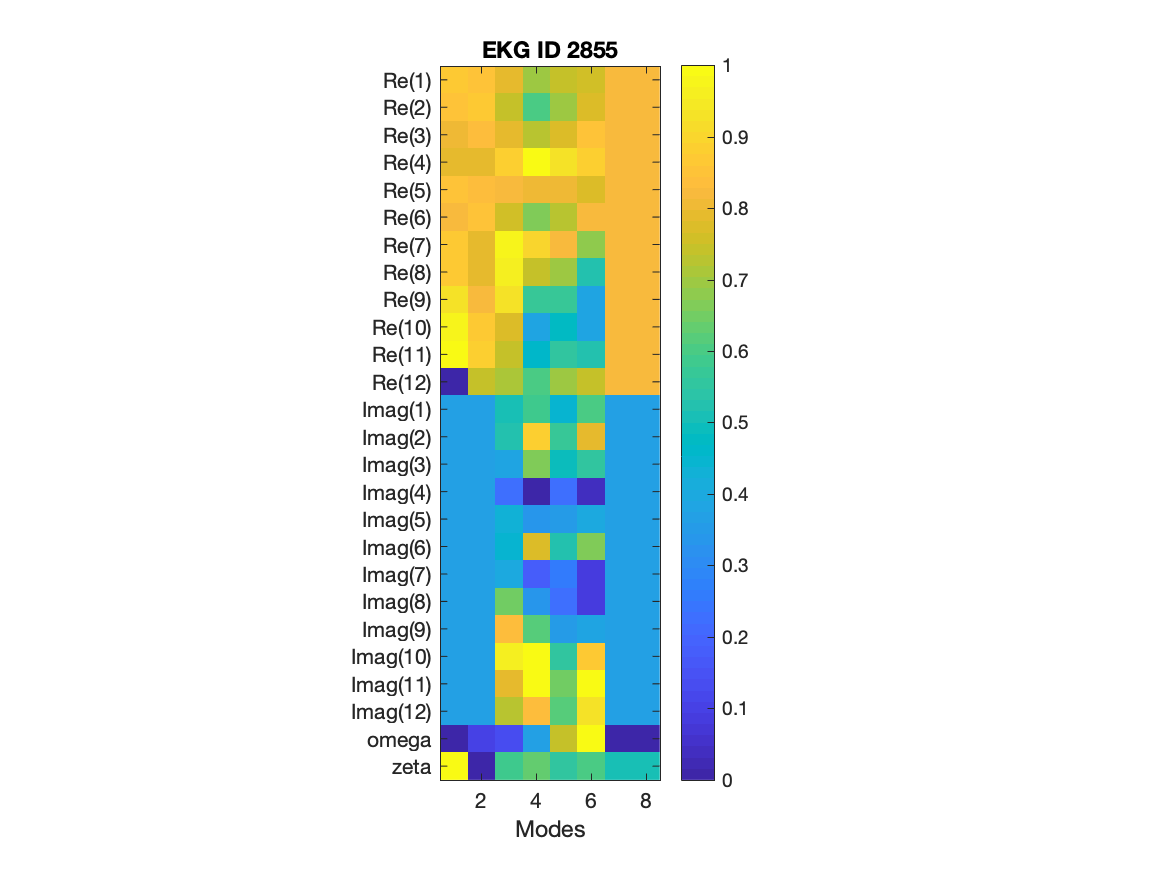 EKG ID 2855
Re(1)
Re(2)
Re(3)
Re(4)
Re(5)
Re(6)
Re(7)
Re(8)
Re(9)
Re(10)
Re(11)
Re(12)
Imag(1)
Imag(2)
Imag(3)
Imag(4)
Imag(5)
Imag(6)
Imag(7)
Imag(8)
Imag(9)
Imag(10)
Imag(11)
Imag(12)
omega
zeta
2 4 6 8
Modes
1
0.9
0.8
0.7
0.6
0.5
0.4
0.3
0.2
0.1
0